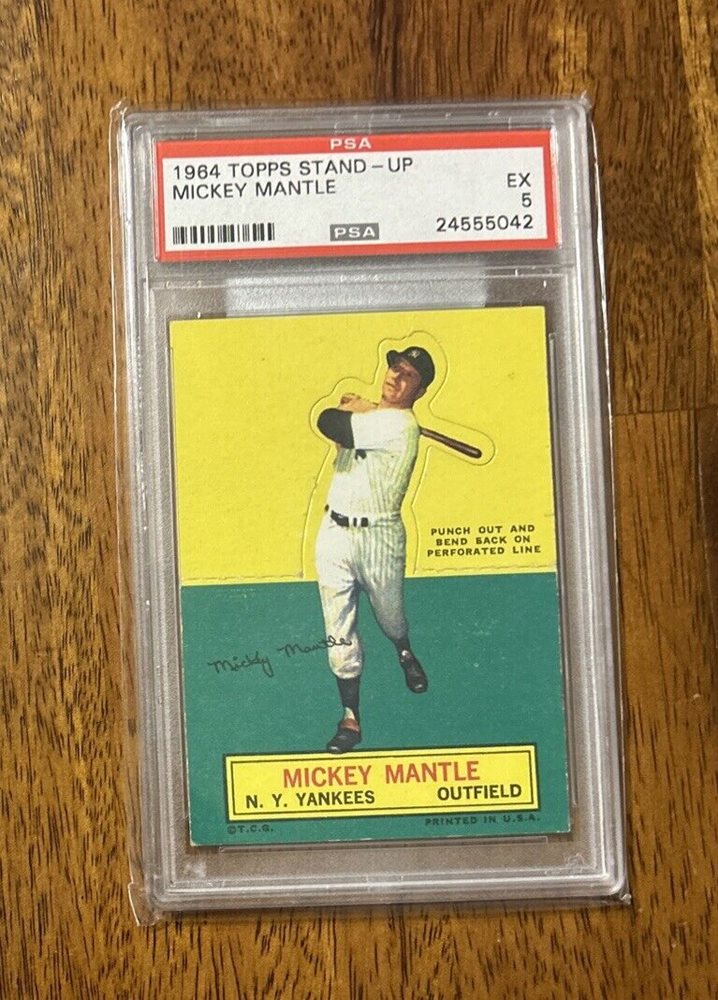 PSA
1964 TOPPS STAND-UP
MICKEY MANTLE
EX
5
PSA
24555042
NY
PUNCH OUT AND
BEND BACK ON
PERFORATED LINE
Mickey Mantle
MICKEY MANTLE
N. Y. YANKEES OUTFIELD
©T.C.G. PRINTED IN U.S.A.